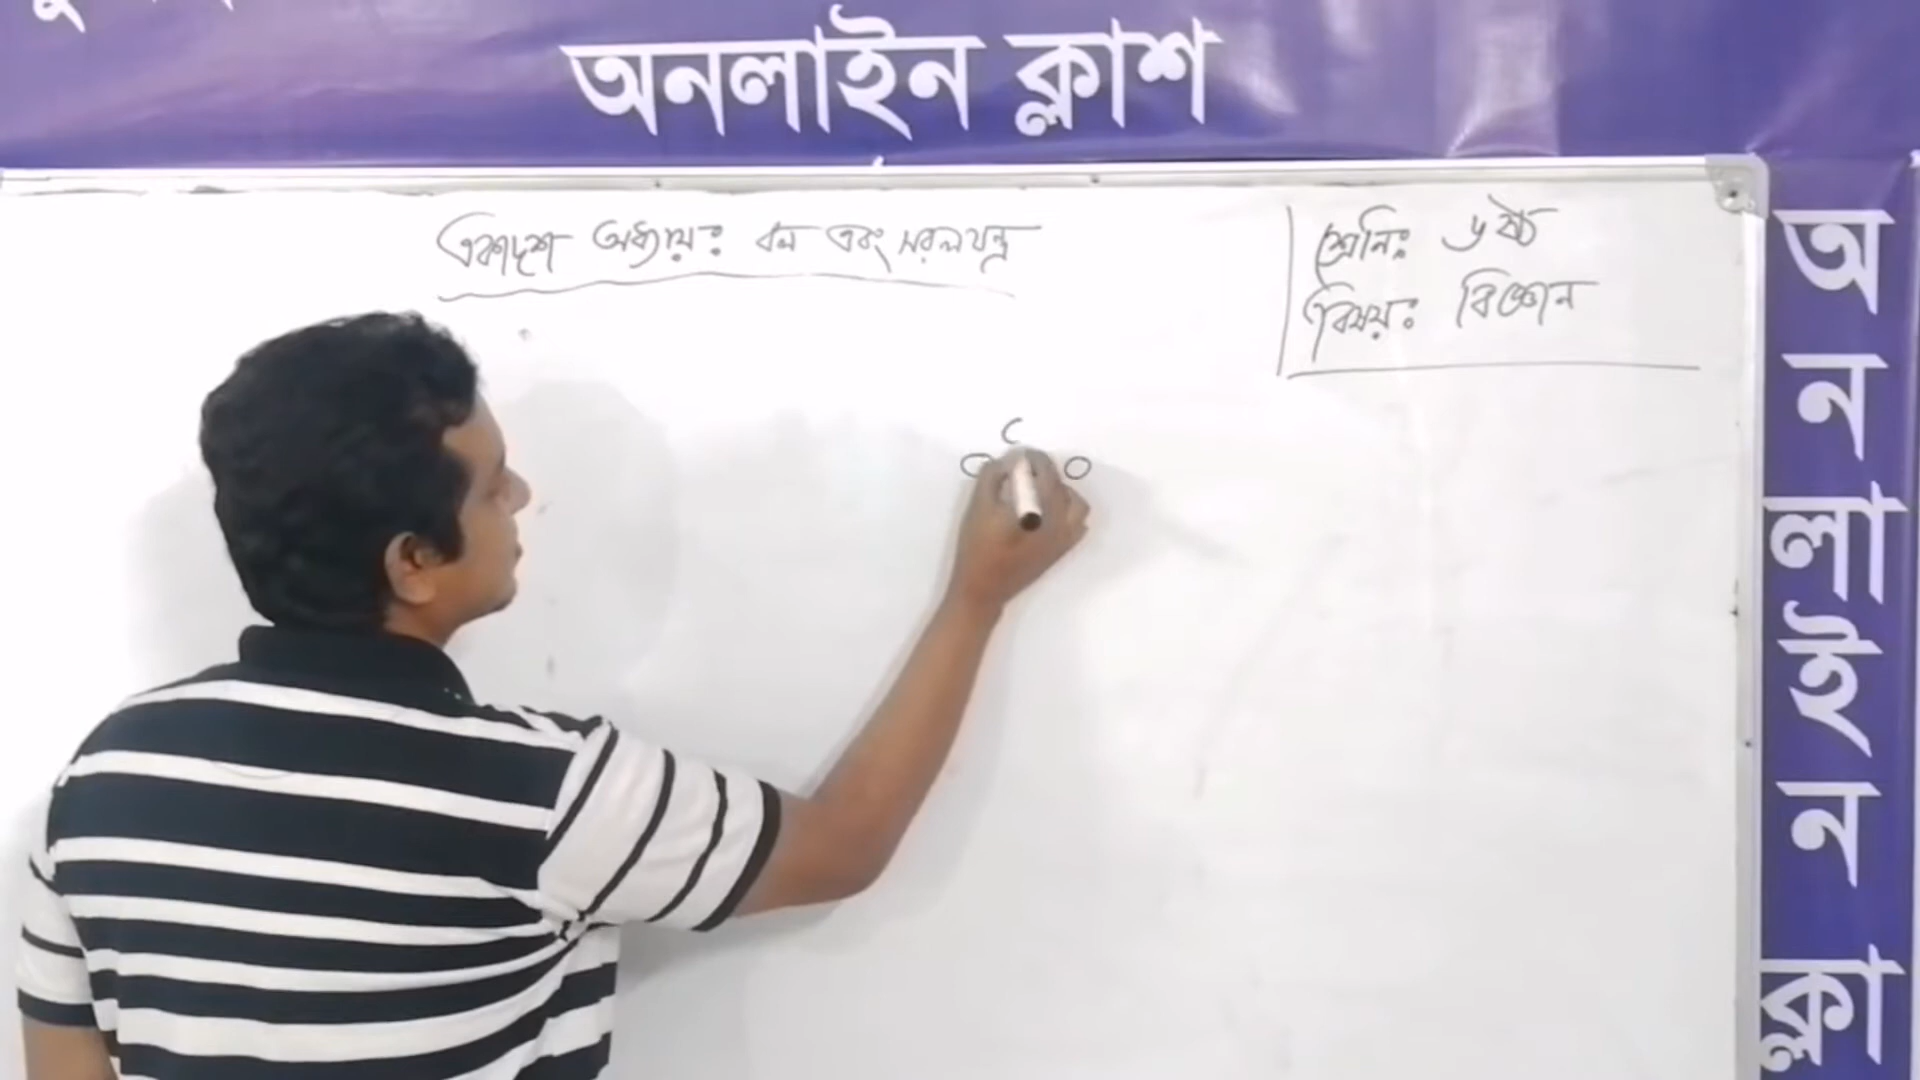 অনলাইন ক্লাশ
একাদশ অধ্যায়ঃ বল এবং সরলযন্ত্র
শ্রেনিঃ ৬ষ্ঠ
বিষয়ঃ বিজ্ঞান
অনলাইন ক্লা